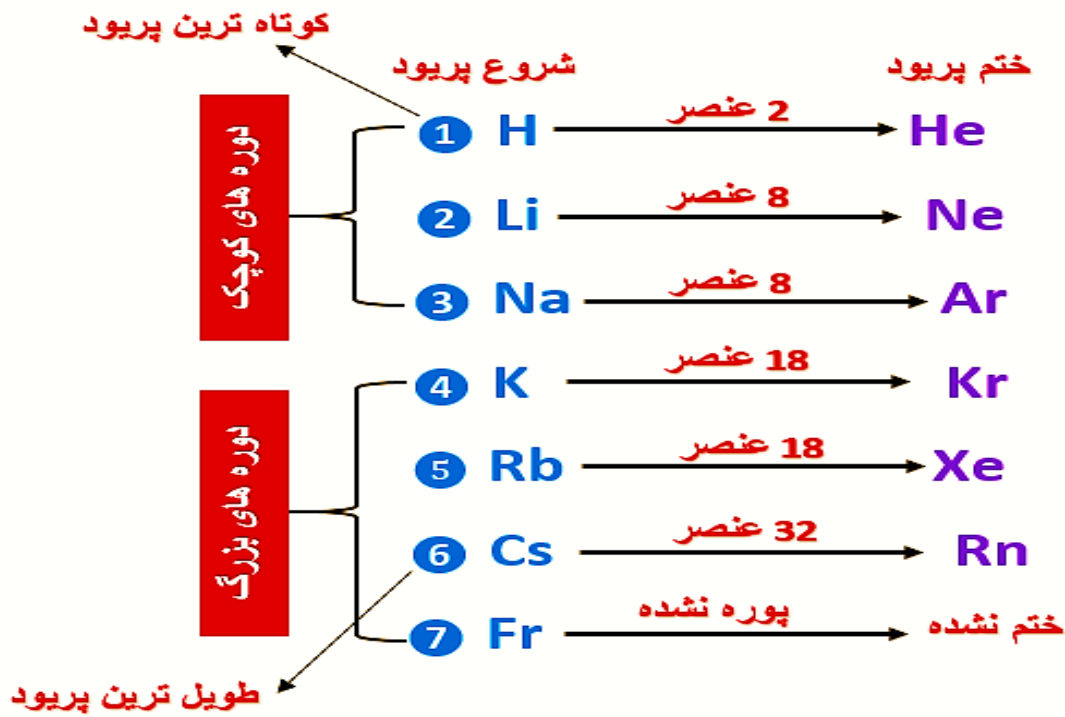 کوتاه ترین پریود
شروع پریود
ختم پریود
دوره های کوچک
1 H 2 عنصر He
2 Li 8 عنصر Ne
3 Na 8 عنصر Ar
دوره های بزرگ
4 K 18 عنصر Kr
5 Rb 18 عنصر Xe
6 Cs 32 عنصر Rn
7 Fr پوره نشده ختم نشده
طویل ترین پریود